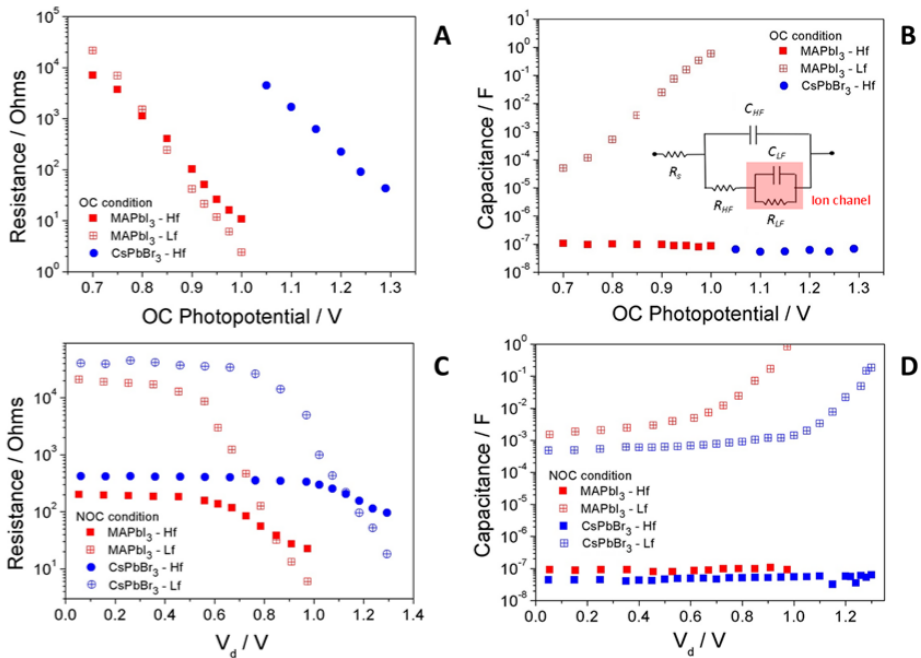 A
Resistance / Ohms
10⁵
10⁴
10³
10²
10¹
10⁰
OC condition
MAPbI₃ - Hf
MAPbI₃ - Lf
CsPbBr₃ - Hf
0.7 0.8 0.9 1.0 1.1 1.2 1.3
OC Photopotential / V
B
Capacitance / F
10⁰
10⁻¹
10⁻²
10⁻³
10⁻⁴
10⁻⁵
10⁻⁶
10⁻⁷
10⁻⁸
OC condition
MAPbI₃ - Hf
MAPbI₃ - Lf
CsPbBr₃ - Hf
C_HF
C_LF
R_s
R_HF
R_LF
Ion chanel
0.7 0.8 0.9 1.0 1.1 1.2 1.3
OC Photopotential / V
C
Resistance / Ohms
10⁴
10³
10²
10¹
NOC condition
MAPbI₃ - Hf
MAPbI₃ - Lf
CsPbBr₃ - Hf
CsPbBr₃ - Lf
0.0 0.2 0.4 0.6 0.8 1.0 1.2 1.4
V_d / V
D
Capacitance / F
10⁰
10⁻¹
10⁻²
10⁻³
10⁻⁴
10⁻⁵
10⁻⁶
10⁻⁷
10⁻⁸
NOC condition
MAPbI₃ - Hf
MAPbI₃ - Lf
CsPbBr₃ - Hf
CsPbBr₃ - Lf
0.0 0.2 0.4 0.6 0.8 1.0 1.2
V_d / V